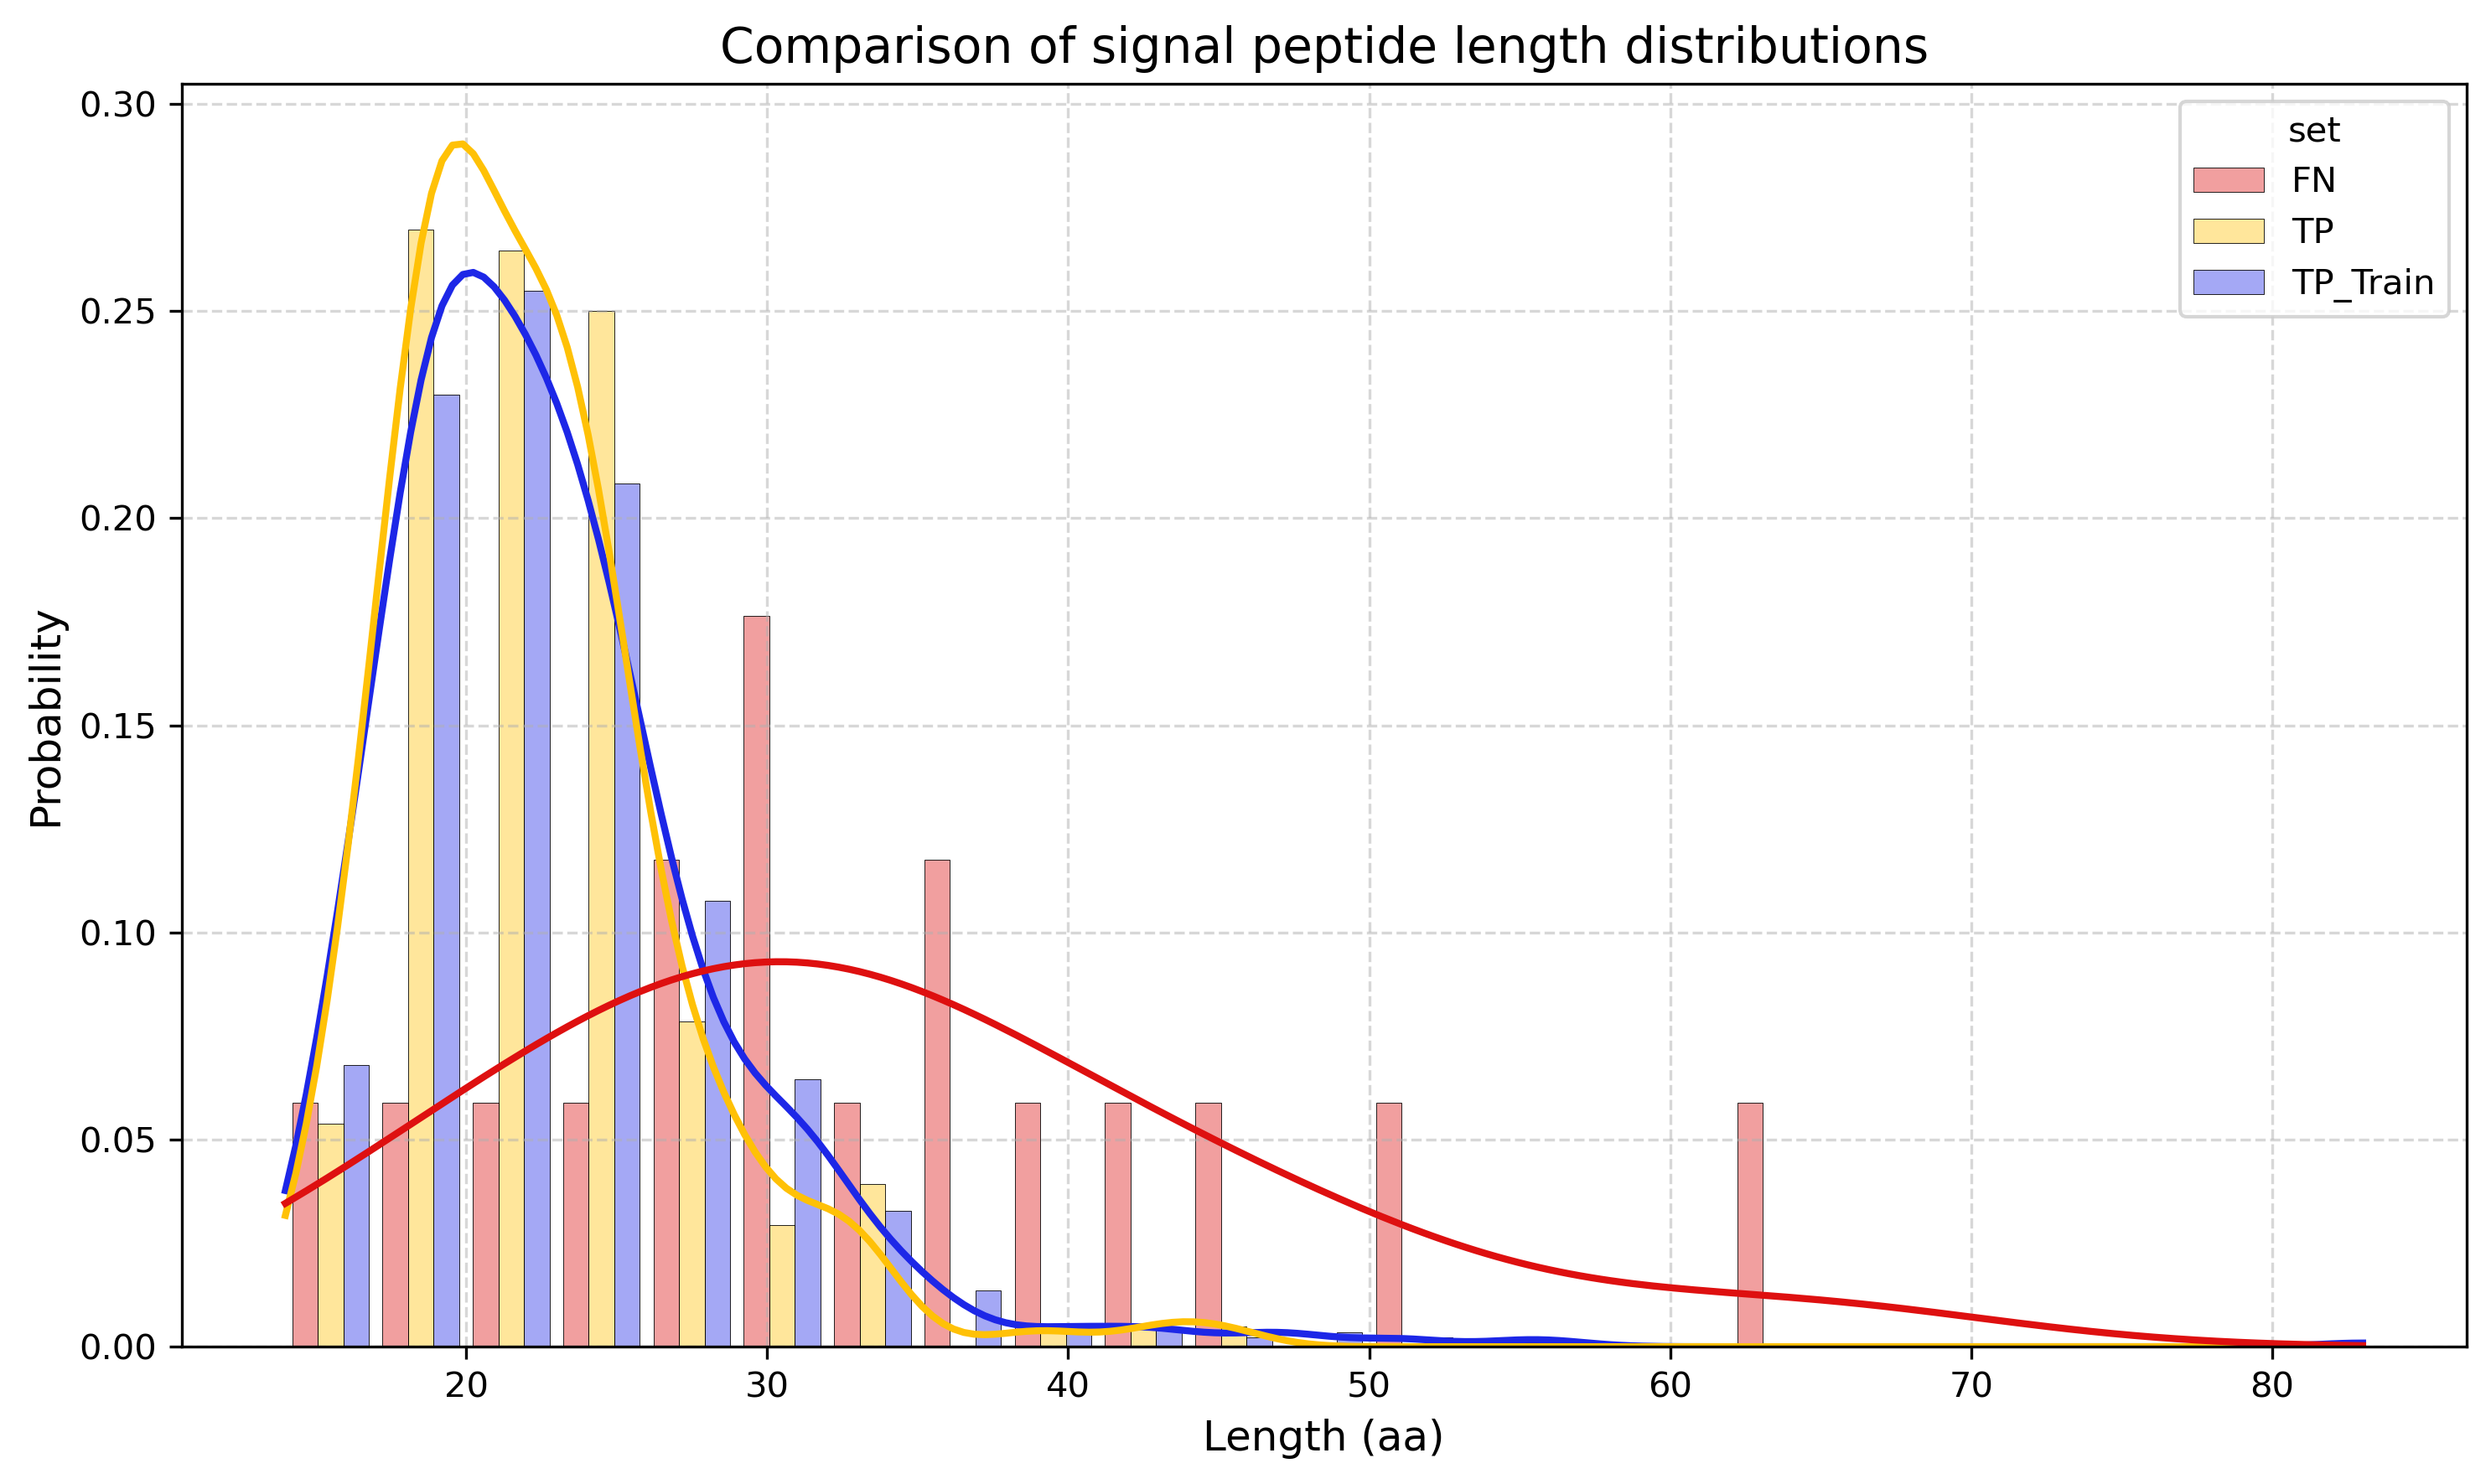 Comparison of signal peptide length distributions
Probability
0.30
0.25
0.20
0.15
0.10
0.05
0.00
set
FN
TP
TP_Train
20 30 40 50 60 70 80
Length (aa)